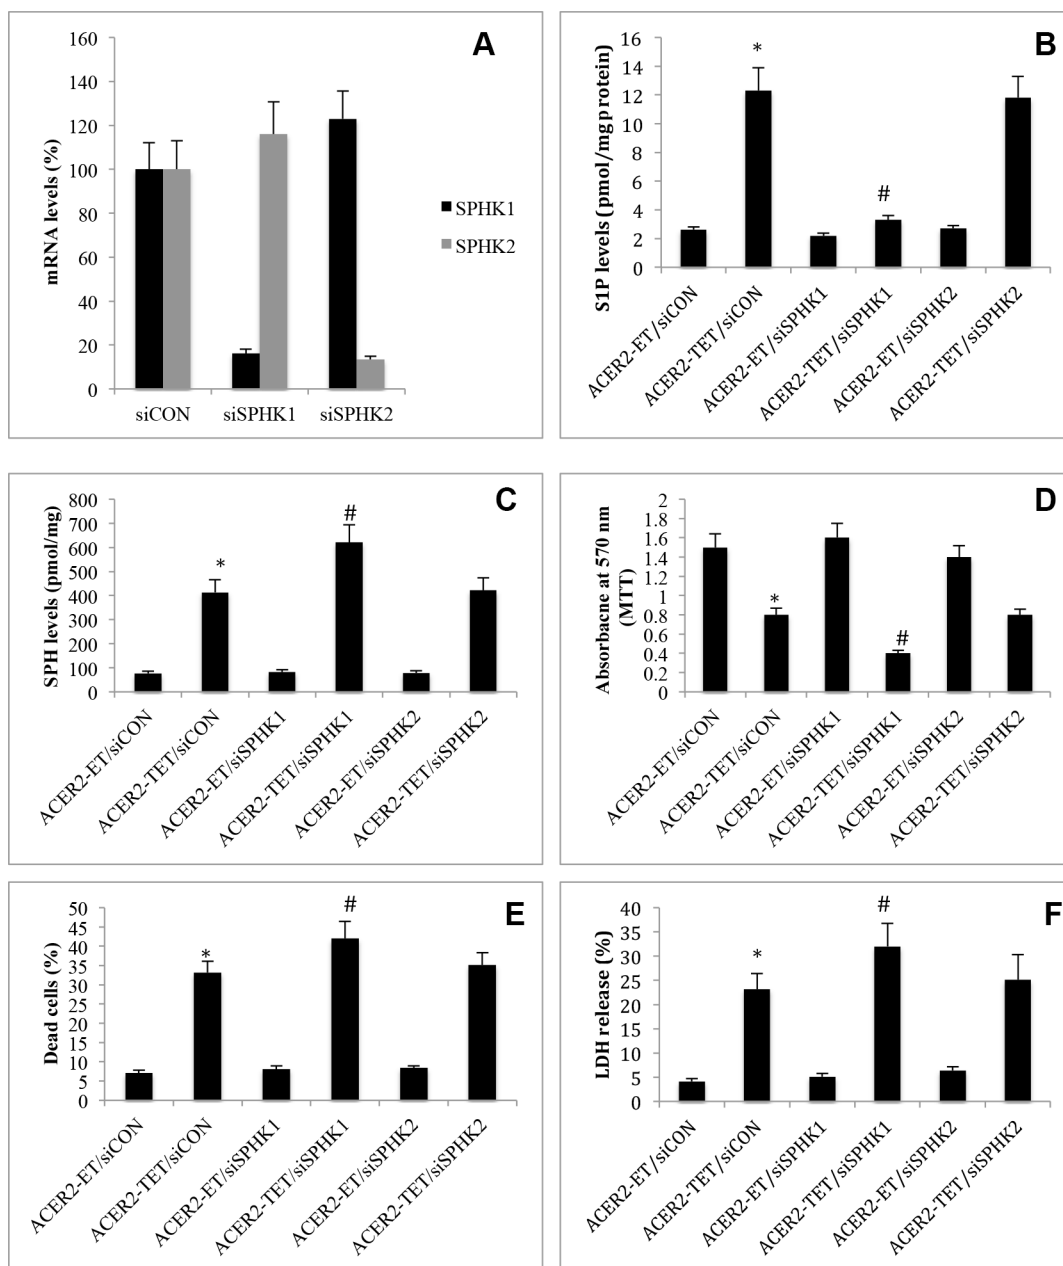 A
mRNA levels (%)
160
140
120
100
80
60
40
20
0
siCON
siSPHK1
siSPHK2
SPHK1
SPHK2
B
S1P levels (pmol/mg protein)
16
14
12
10
8
6
4
2
0
*
#
ACER2-ET/siCON
ACER2-TET/siCON
ACER2-ET/siSPHK1
ACER2-TET/siSPHK1
ACER2-ET/siSPHK2
ACER2-TET/siSPHK2
C
SPH levels (pmol/mg)
800
700
600
500
400
300
200
100
0
*
#
ACER2-ET/siCON
ACER2-TET/siCON
ACER2-ET/siSPHK1
ACER2-TET/siSPHK1
ACER2-ET/siSPHK2
ACER2-TET/siSPHK2
D
Absorbacne at 570 nm
(MTT)
2
1.8
1.6
1.4
1.2
1
0.8
0.6
0.4
0.2
0
*
#
ACER2-ET/siCON
ACER2-TET/siCON
ACER2-ET/siSPHK1
ACER2-TET/siSPHK1
ACER2-ET/siSPHK2
ACER2-TET/siSPHK2
E
Dead cells (%)
50
45
40
35
30
25
20
15
10
5
0
*
#
ACER2-ET/siCON
ACER2-TET/siCON
ACER2-ET/siSPHK1
ACER2-TET/siSPHK1
ACER2-ET/siSPHK2
ACER2-TET/siSPHK2
F
LDH release (%)
40
35
30
25
20
15
10
5
0
*
#
ACER2-ET/siCON
ACER2-TET/siCON
ACER2-ET/siSPHK1
ACER2-TET/siSPHK1
ACER2-ET/siSPHK2
ACER2-TET/siSPHK2